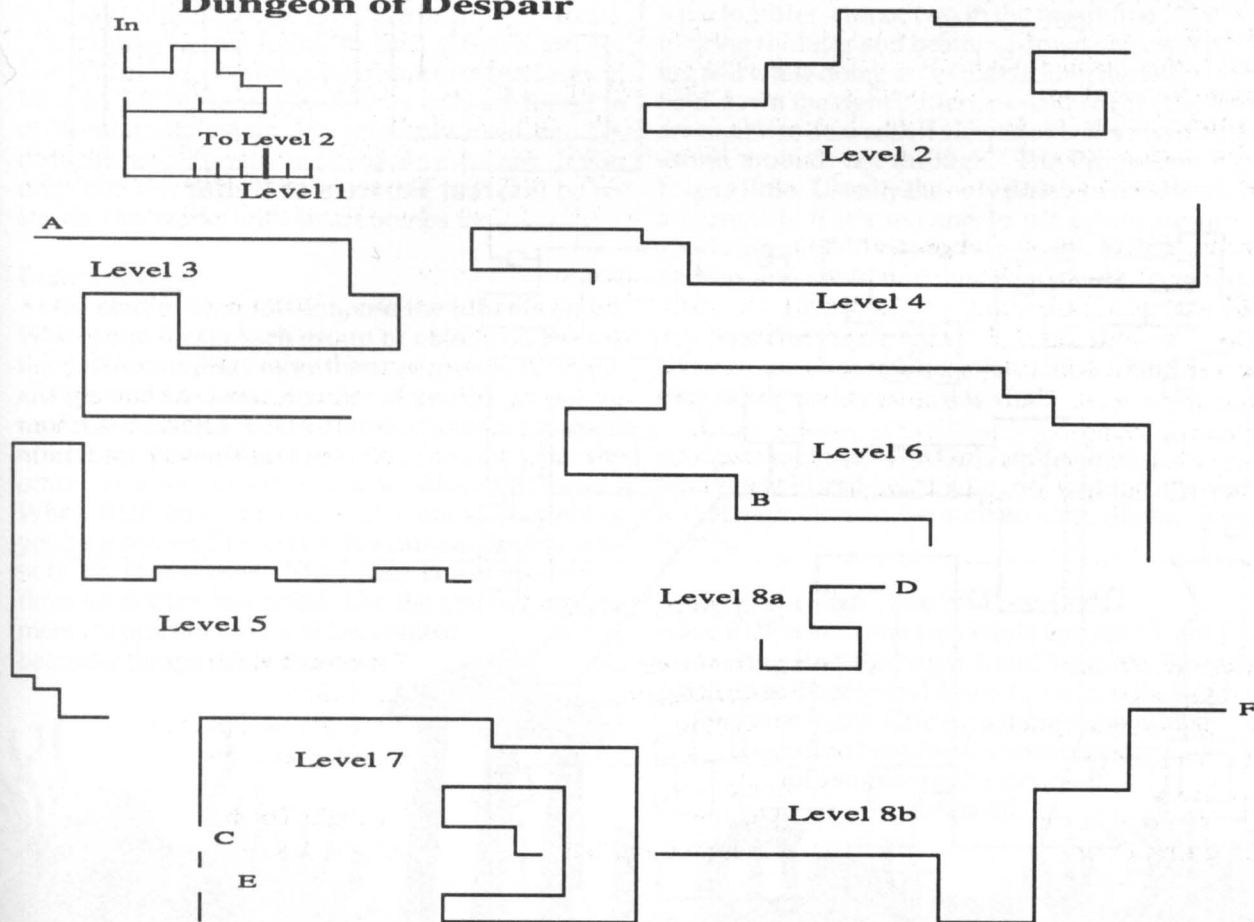 Dungeon of Despair
In
To Level 2
Level 1
Level 2
A
Level 3
Level 4
Level 6
B
Level 5
Level 8a
D
Level 7
F
Level 8b
C
E